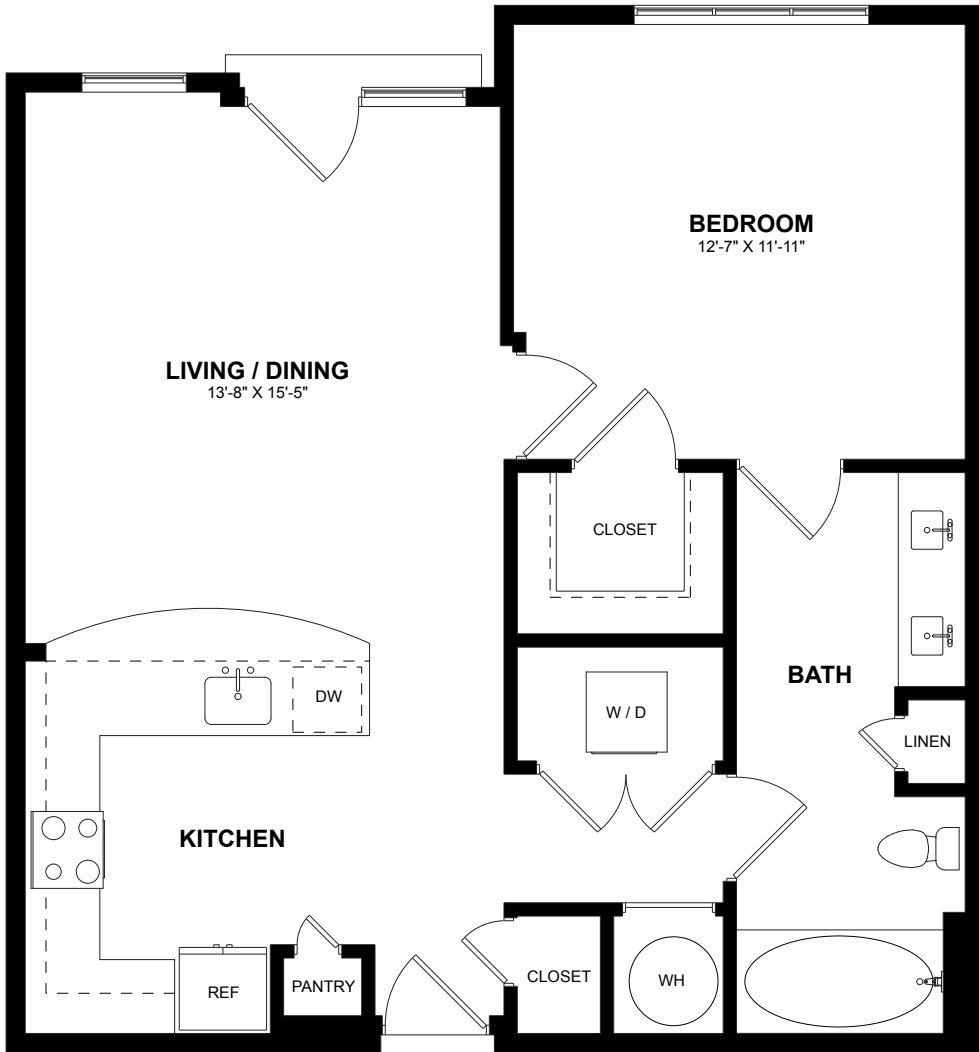 BEDROOM
12'-7" X 11'-11"
LIVING / DINING
13'-8" X 15'-5"
CLOSET
BATH
DW
W / D
LINEN
KITCHEN
REF
PANTRY
CLOSET
WH